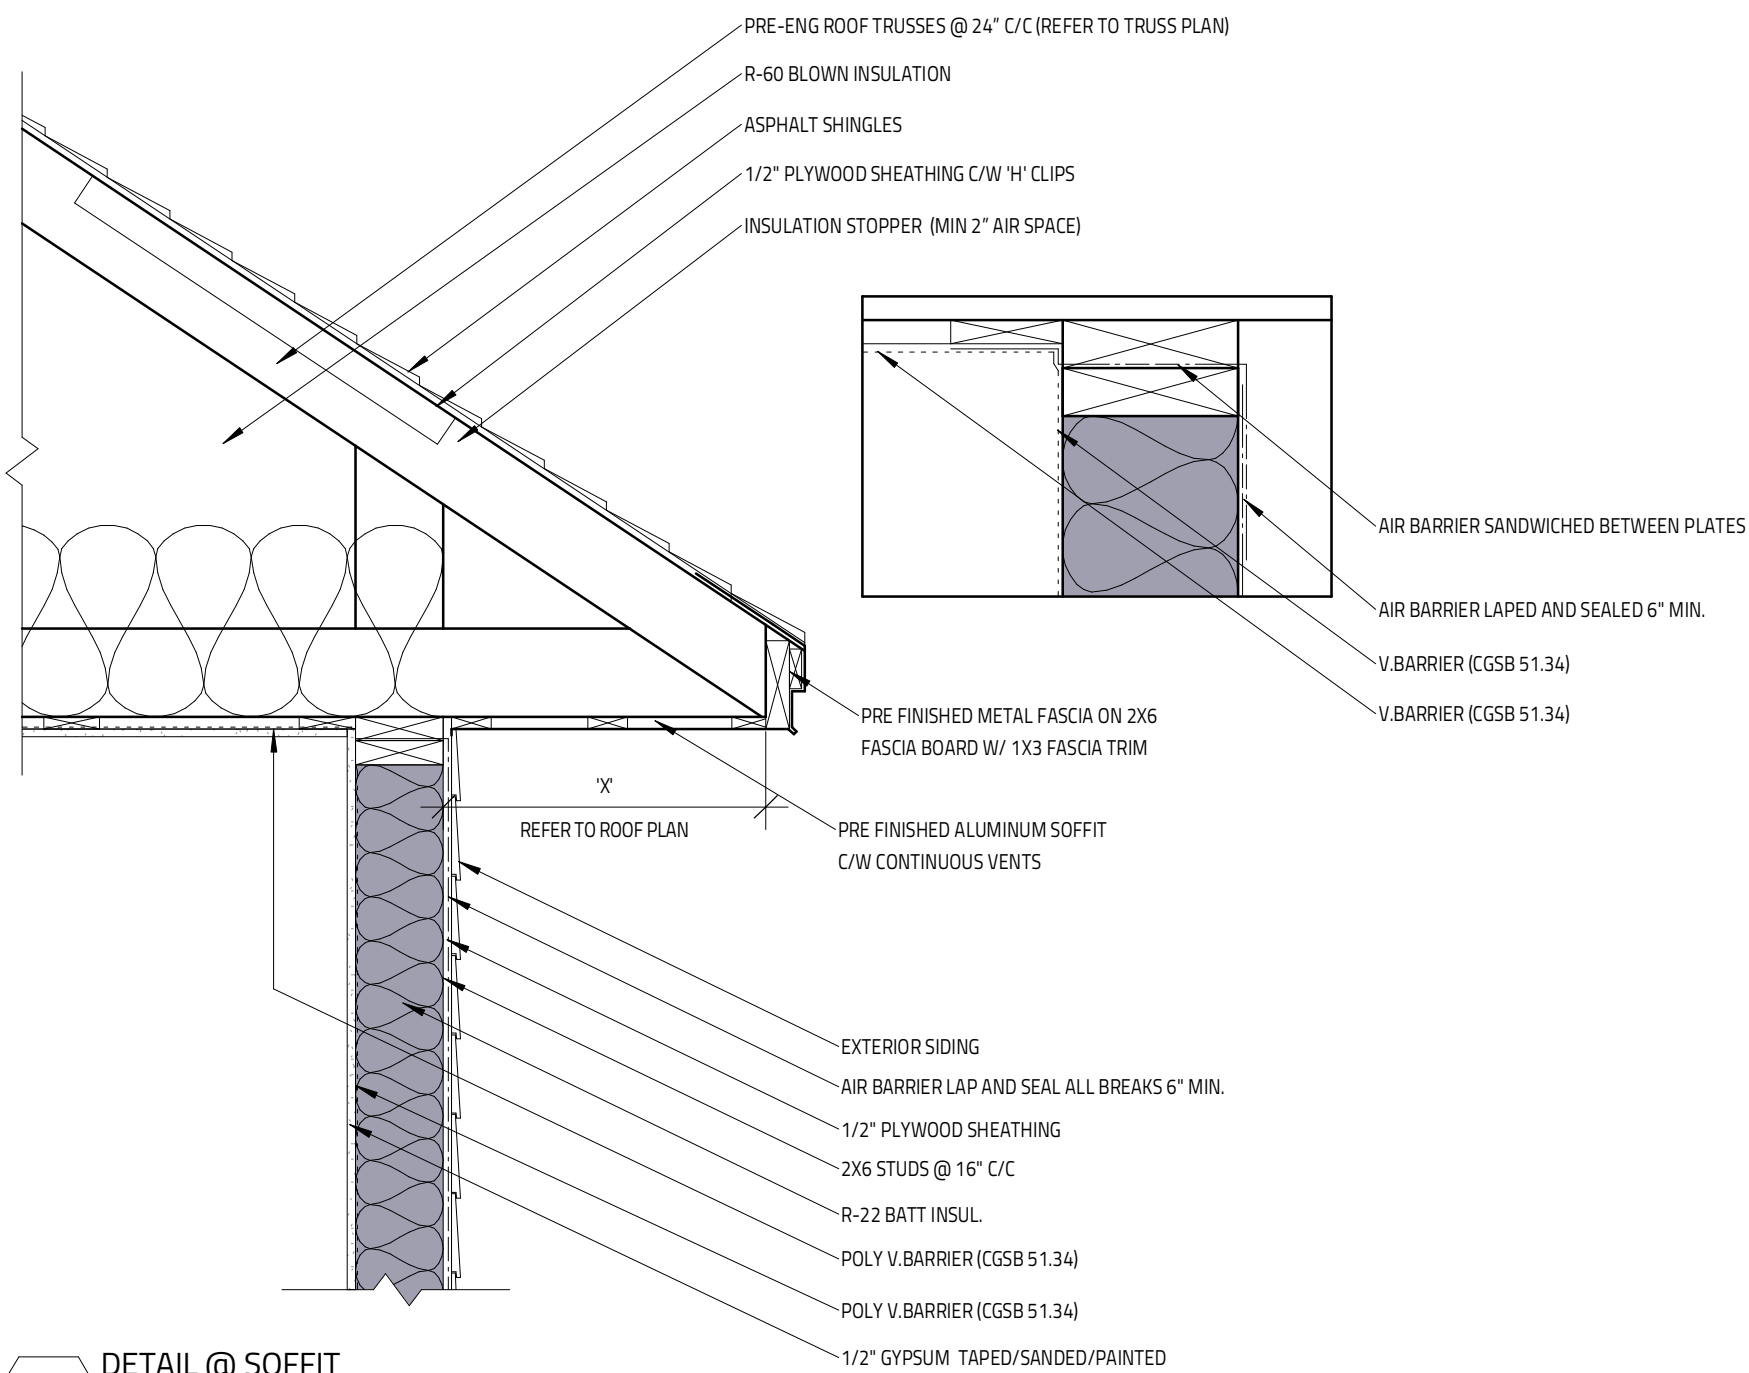 PRE-ENG ROOF TRUSSES @ 24" C/C (REFER TO TRUSS PLAN)
R-60 BLOWN INSULATION
ASPHALT SHINGLES
1/2" PLYWOOD SHEATHING C/W 'H' CLIPS
INSULATION STOPPER (MIN 2" AIR SPACE)
AIR BARRIER SANDWICHED BETWEEN PLATES
AIR BARRIER LAPED AND SEALED 6" MIN.
V.BARRIER (CGSB 51.34)
V.BARRIER (CGSB 51.34)
PRE FINISHED METAL FASCIA ON 2X6
FASCIA BOARD W/ 1X3 FASCIA TRIM
'X'
REFER TO ROOF PLAN
PRE FINISHED ALUMINUM SOFFIT
C/W CONTINUOUS VENTS
EXTERIOR SIDING
AIR BARRIER LAP AND SEAL ALL BREAKS 6" MIN.
1/2" PLYWOOD SHEATHING
2X6 STUDS @ 16" C/C
R-22 BATT INSUL.
POLY V.BARRIER (CGSB 51.34)
POLY V.BARRIER (CGSB 51.34)
1/2" GYPSUM TAPED/SANDED/PAINTED
DETAIL @ SOFFIT